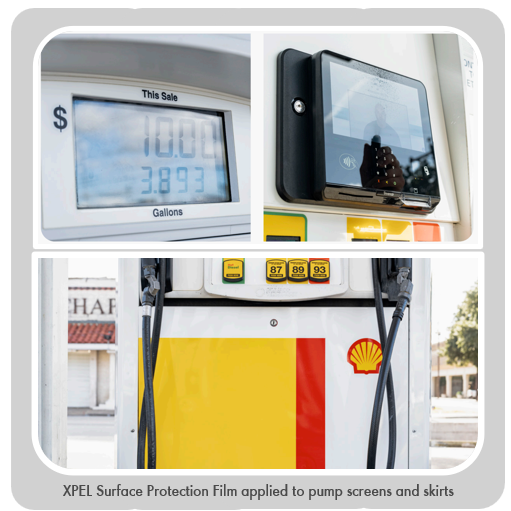 This Sale
$
10.00
3.893
Gallons
87
89
93
CHAR
XPEL Surface Protection Film applied to pump screens and skirts